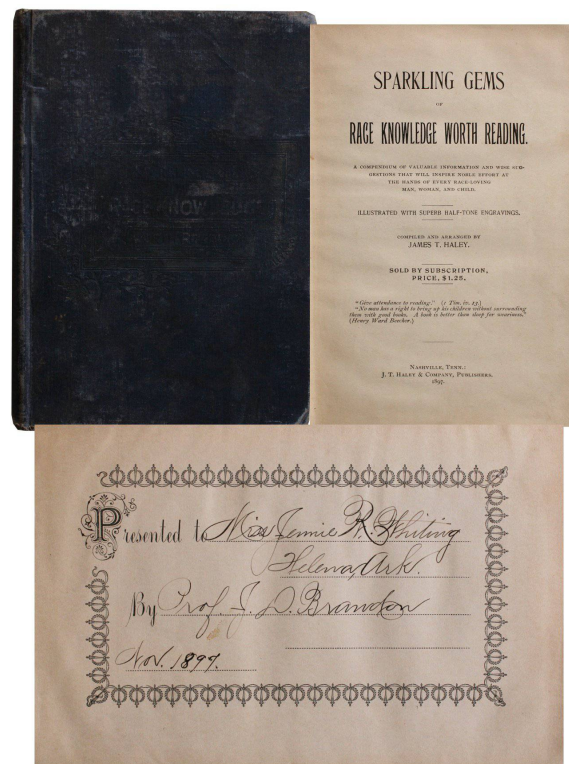 SPARKLING GEMS
OF
RACE KNOWLEDGE WORTH READING.
A COMPENDIUM OF VALUABLE INFORMATION AND WISE SUG-
GESTIONS THAT WILL INSPIRE NOBLE EFFORT AT
THE HANDS OF EVERY RACE-LOVING
MAN, WOMAN, AND CHILD.
ILLUSTRATED WITH SUPERB HALF-TONE ENGRAVINGS.
COMPILED AND ARRANGED BY
JAMES T. HALEY.
SOLD BY SUBSCRIPTION,
PRICE, $1.25.
"Give attendance to reading." (1 Tim. iv. 13.)
"No man has a right to bring up his children without surrounding
them with good books. A book is better than sleep for weariness."
(Henry Ward Beecher.)
NASHVILLE, TENN.:
J. T. HALEY & COMPANY, PUBLISHERS.
1897.
Presented to Miss Jennie R. Whiting
Helena, Ark.
By Prof. J. D. Brandon
Nov. 1897.